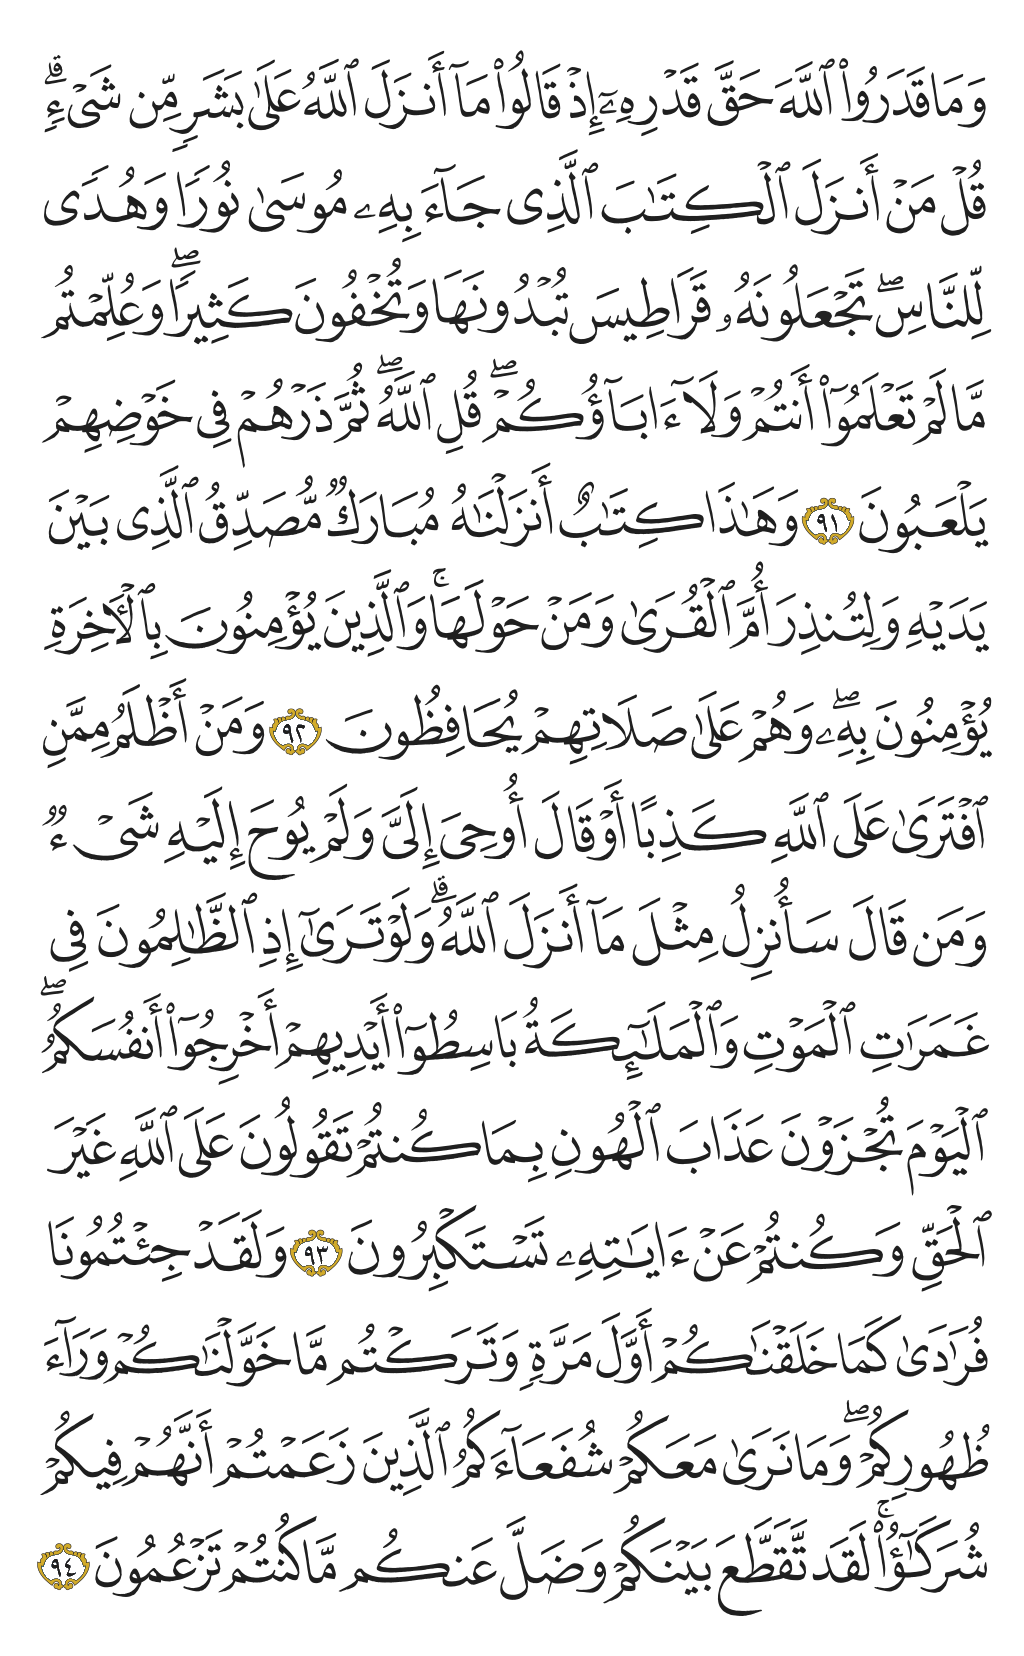 وَمَا قَدَرُوا۟ ٱللَّهَ حَقَّ قَدْرِهِۦٓ إِذْ قَالُوا۟ مَآ أَنزَلَ ٱللَّهُ عَلَىٰ بَشَرٍ مِّن شَىْءٍۗ
قُلْ مَنْ أَنزَلَ ٱلْكِتَٰبَ ٱلَّذِى جَآءَ بِهِۦ مُوسَىٰ نُورًا وَهُدًى
لِّلنَّاسِۖ تَجْعَلُونَهُۥ قَرَاطِيسَ تُبْدُونَهَا وَتُخْفُونَ كَثِيرًاۖ وَعُلِّمْتُم
مَّا لَمْ تَعْلَمُوٓا۟ أَنتُمْ وَلَآ ءَابَآؤُكُمْۖ قُلِ ٱللَّهُۖ ثُمَّ ذَرْهُمْ فِى خَوْضِهِمْ
يَلْعَبُونَ ٩١ وَهَٰذَا كِتَٰبٌ أَنزَلْنَٰهُ مُبَارَكٌ مُّصَدِّقُ ٱلَّذِى بَيْنَ
يَدَيْهِ وَلِتُنذِرَ أُمَّ ٱلْقُرَىٰ وَمَنْ حَوْلَهَاۚ وَٱلَّذِينَ يُؤْمِنُونَ بِٱلْأَخِرَةِ
يُؤْمِنُونَ بِهِۦۖ وَهُمْ عَلَىٰ صَلَاتِهِمْ يُحَافِظُونَ ٩٢ وَمَنْ أَظْلَمُ مِمَّنِ
ٱفْتَرَىٰ عَلَى ٱللَّهِ كَذِبًا أَوْ قَالَ أُوحِىَ إِلَىَّ وَلَمْ يُوحَ إِلَيْهِ شَىْءٌ
وَمَن قَالَ سَأُنزِلُ مِثْلَ مَآ أَنزَلَ ٱللَّهُۗ وَلَوْ تَرَىٰٓ إِذِ ٱلظَّٰلِمُونَ فِى
غَمَرَٰتِ ٱلْمَوْتِ وَٱلْمَلَٰٓئِكَةُ بَاسِطُوٓا۟ أَيْدِيهِمْ أَخْرِجُوٓا۟ أَنفُسَكُمُۖ
ٱلْيَوْمَ تُجْزَوْنَ عَذَابَ ٱلْهُونِ بِمَا كُنتُمْ تَقُولُونَ عَلَى ٱللَّهِ غَيْرَ
ٱلْحَقِّ وَكُنتُمْ عَنْ ءَايَٰتِهِۦ تَسْتَكْبِرُونَ ٩٣ وَلَقَدْ جِئْتُمُونَا
فُرَٰدَىٰ كَمَا خَلَقْنَٰكُمْ أَوَّلَ مَرَّةٍ وَتَرَكْتُم مَّا خَوَّلْنَٰكُمْ وَرَآءَ
ظُهُورِكُمْۖ وَمَا نَرَىٰ مَعَكُمْ شُفَعَآءَكُمُ ٱلَّذِينَ زَعَمْتُمْ أَنَّهُمْ فِيكُمْ
شُرَكَٰٓؤُا۟ۚ لَقَد تَّقَطَّعَ بَيْنَكُمْ وَضَلَّ عَنكُم مَّا كُنتُمْ تَزْعُمُونَ ٩٤